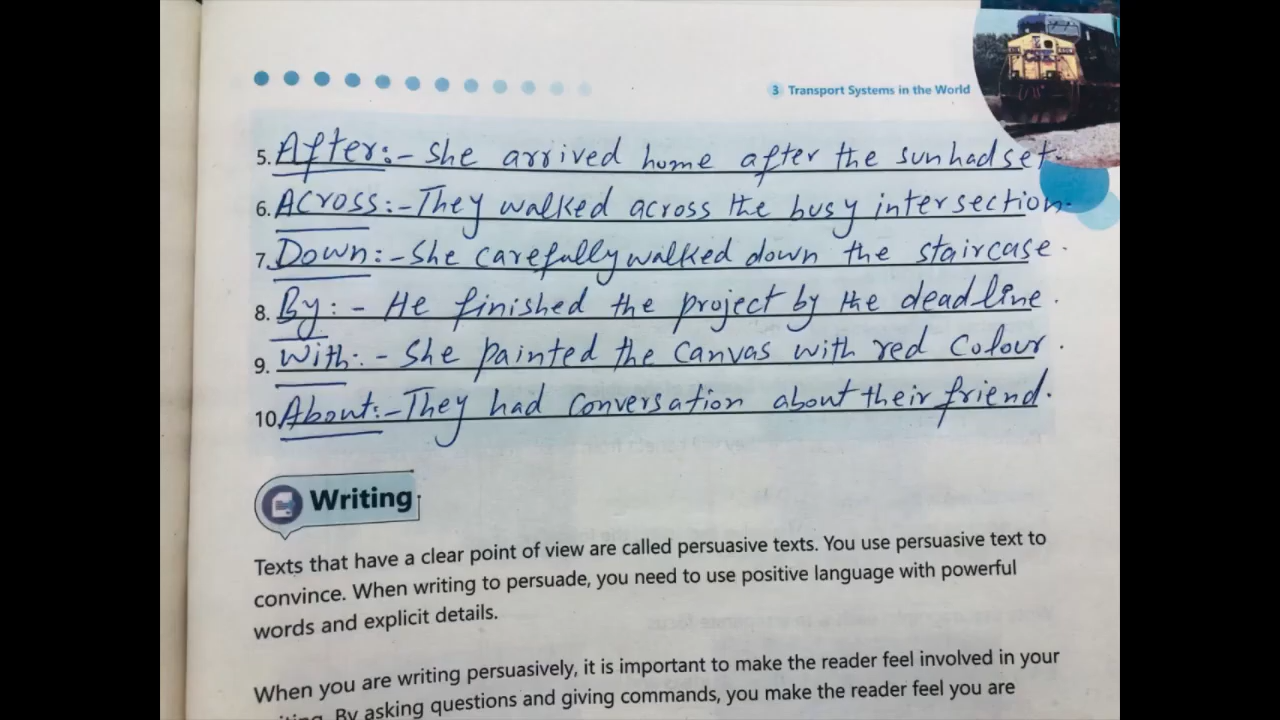 3 Transport Systems in the World
CSX
5. After:- She arrived home after the sun had set.
6. Across:- They walked across the busy intersection.
7. Down:- She carefully walked down the staircase.
8. By:- He finished the project by the deadline.
9. With:- She painted the canvas with red colour.
10. About:- They had conversation about their friend.
Writing
Texts that have a clear point of view are called persuasive texts. You use persuasive text to
convince. When writing to persuade, you need to use positive language with powerful
words and explicit details.
When you are writing persuasively, it is important to make the reader feel involved in your
By asking questions and giving commands, you make the reader feel you are